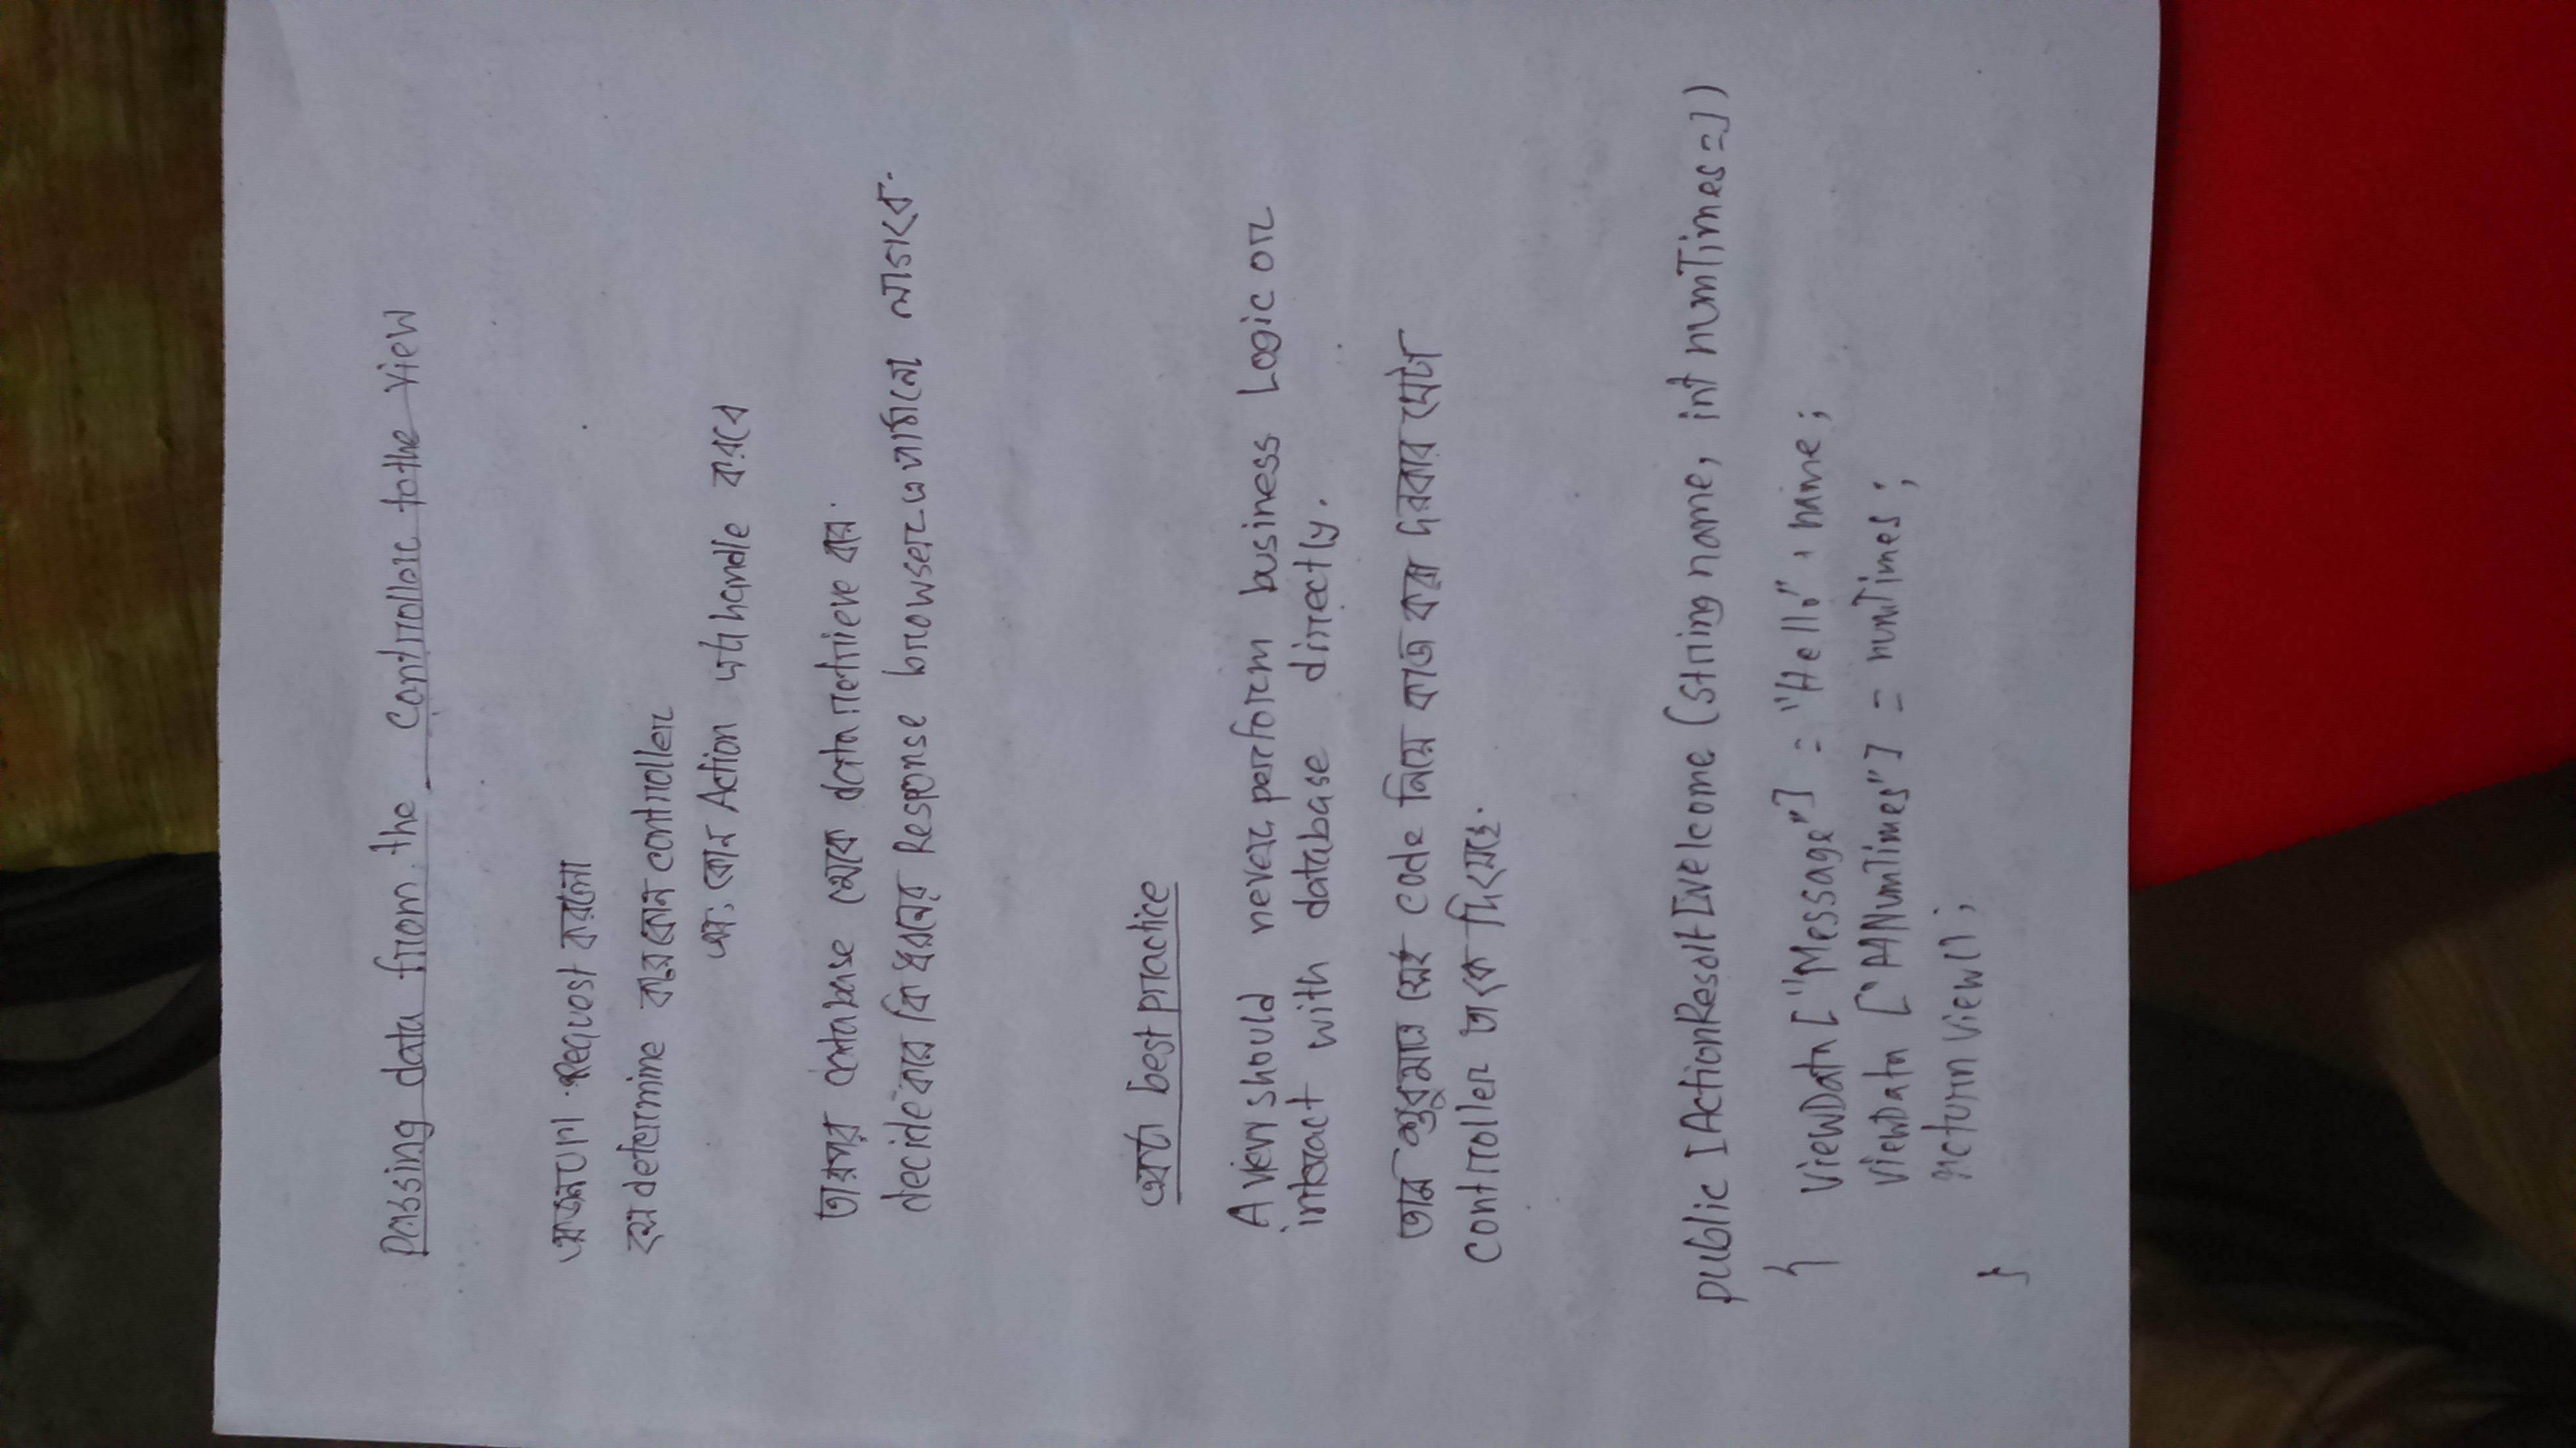 Passing data from the controller to the View
একজন url Request করলো
সে determine করে কোন controller
এবং কোন Action এটা handle করবে
তারপর database থেকে data retrieve করে.
decide করে কি ধরনের Response browser এ পাঠানো লাগবে.
একটা best practice
A view should never perform business Logic or
interact with database directly.
তার শুধুমাত্র সেই code নিয়ে কাজ করা দরকার যেটা
controller তাকে দিয়েছে.
public IActionResult Welcome (string name, int numTimes = 1)
{ ViewData ["Message"] = "Hello" + name;
ViewData ["NumTimes"] = numTimes;
return View();
}